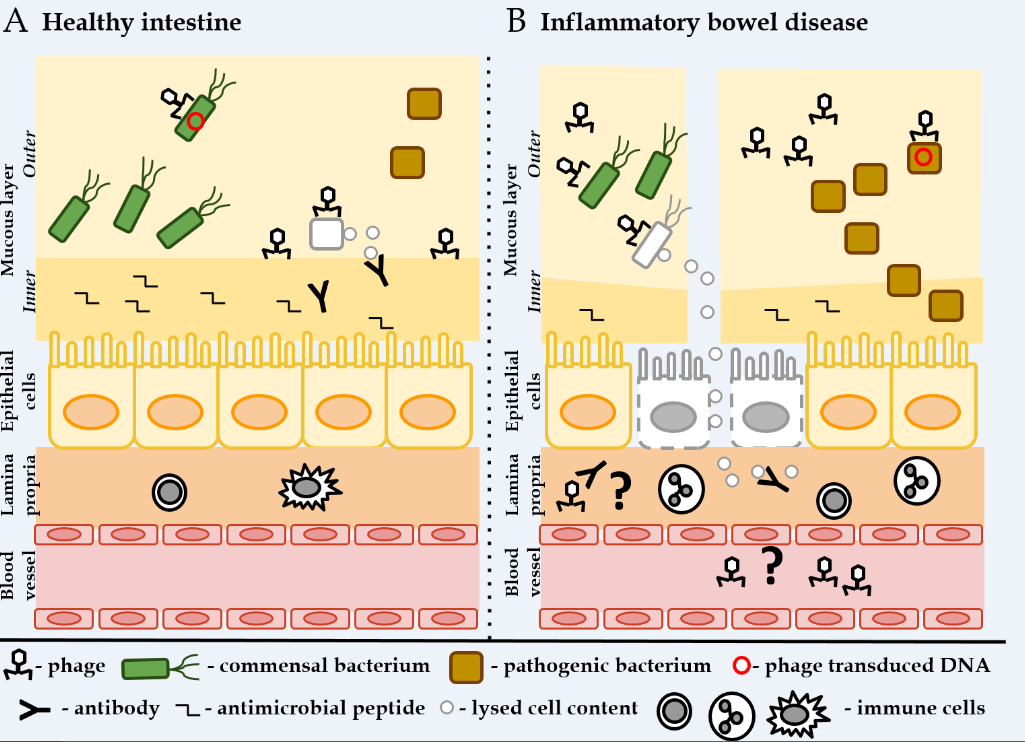 A Healthy intestine
B Inflammatory bowel disease
Mucous layer
Outer
Inner
Epithelial
cells
Lamina
propria
Blood
vessel
Mucous layer
Outer
Inner
Epithelial
cells
Lamina
propria
Blood
vessel
?
?
- phage
- commensal bacterium
- pathogenic bacterium
- phage transduced DNA
- antibody
- antimicrobial peptide
- lysed cell content
- immune cells